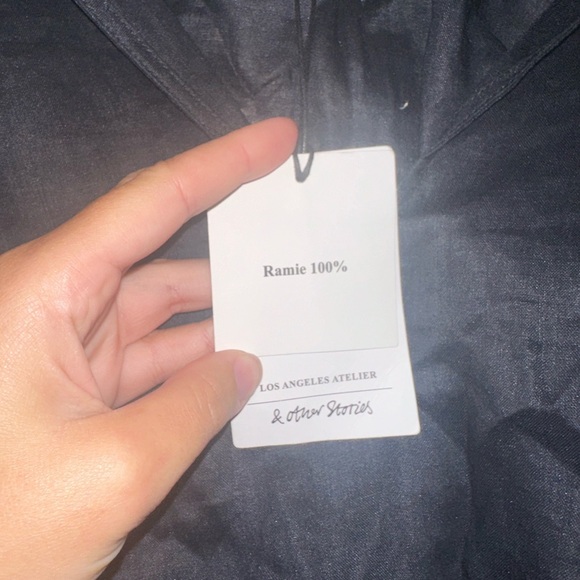 Ramie 100%
LOS ANGELES ATELIER
& other Stories